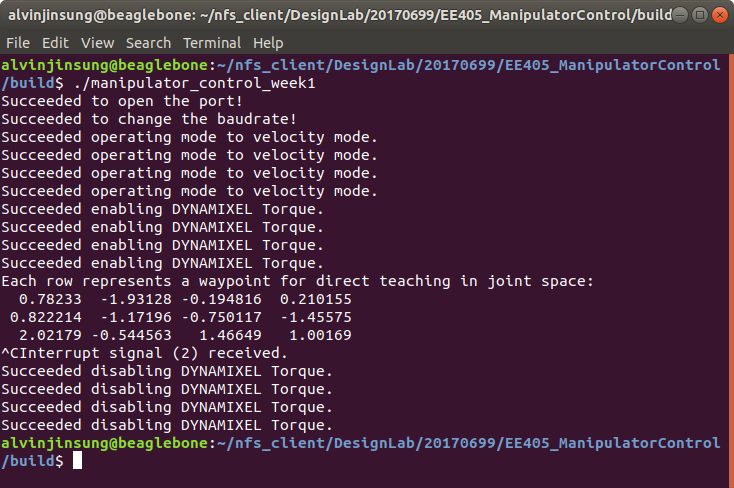 alvinjinsung@beaglebone: ~/nfs_client/DesignLab/20170699/EE405_ManipulatorControl/build
File Edit View Search Terminal Help
alvinjinsung@beaglebone:~/nfs_client/DesignLab/20170699/EE405_ManipulatorControl
/build$ ./manipulator_control_week1
Succeeded to open the port!
Succeeded to change the baudrate!
Succeeded operating mode to velocity mode.
Succeeded operating mode to velocity mode.
Succeeded operating mode to velocity mode.
Succeeded operating mode to velocity mode.
Succeeded enabling DYNAMIXEL Torque.
Succeeded enabling DYNAMIXEL Torque.
Succeeded enabling DYNAMIXEL Torque.
Succeeded enabling DYNAMIXEL Torque.
Each row represents a waypoint for direct teaching in joint space:
0.78233 -1.93128 -0.194816 0.210155
0.822214 -1.17196 -0.750117 -1.45575
2.02179 -0.544563 1.46649 1.00169
^CInterrupt signal (2) received.
Succeeded disabling DYNAMIXEL Torque.
Succeeded disabling DYNAMIXEL Torque.
Succeeded disabling DYNAMIXEL Torque.
Succeeded disabling DYNAMIXEL Torque.
alvinjinsung@beaglebone:~/nfs_client/DesignLab/20170699/EE405_ManipulatorControl
/build$